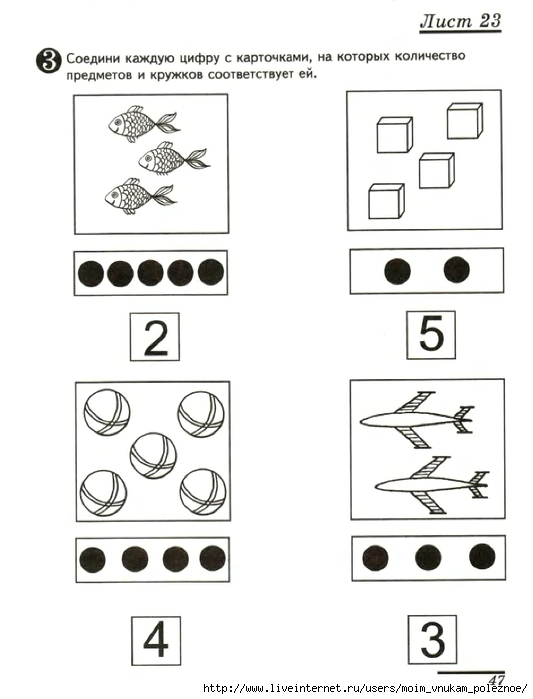 Лист 23
3 Соедини каждую цифру с карточками, на которых количество
предметов и кружков соответствует ей.
2
5
4
3
47
http://www.liveinternet.ru/users/moim_vnukam_poleznoe/